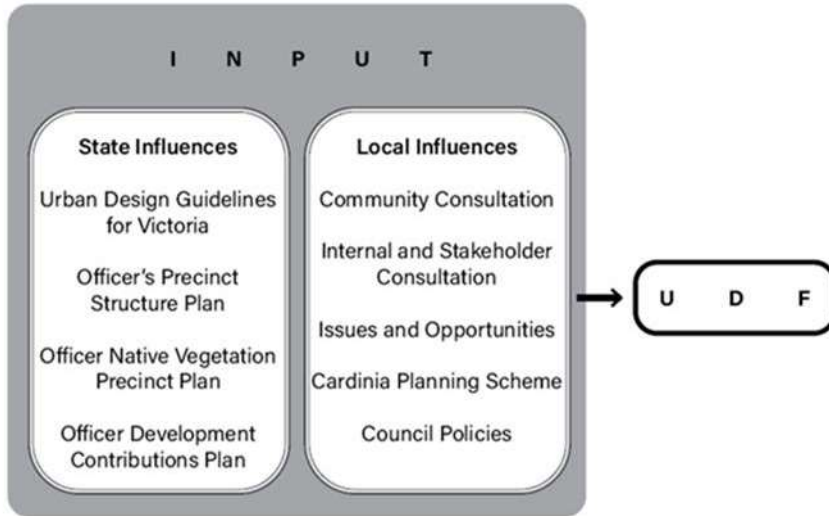 I N P U T
State Influences
Urban Design Guidelines
for Victoria
Officer's Precinct
Structure Plan
Officer Native Vegetation
Precinct Plan
Officer Development
Contributions Plan
Local Influences
Community Consultation
Internal and Stakeholder
Consultation
Issues and Opportunities
Cardinia Planning Scheme
Council Policies
U D F